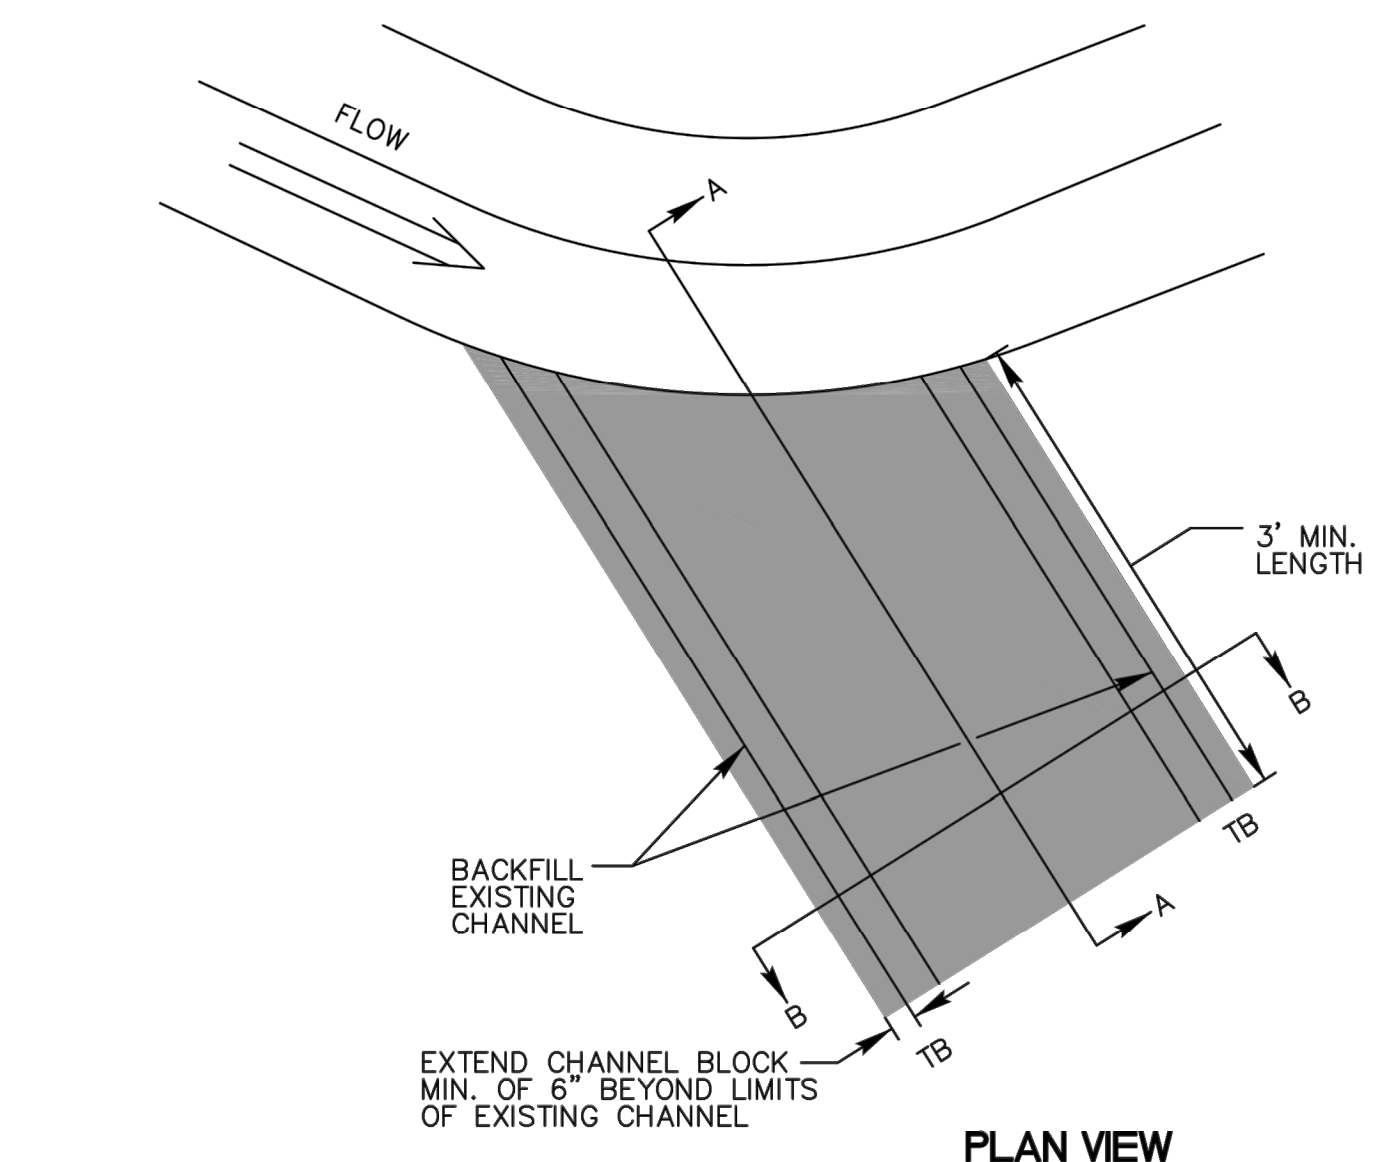 FLOW
A
3' MIN.
LENGTH
B
TB
BACKFILL
EXISTING
CHANNEL
A
B
TB
EXTEND CHANNEL BLOCK
MIN. OF 6" BEYOND LIMITS
OF EXISTING CHANNEL
PLAN VIEW